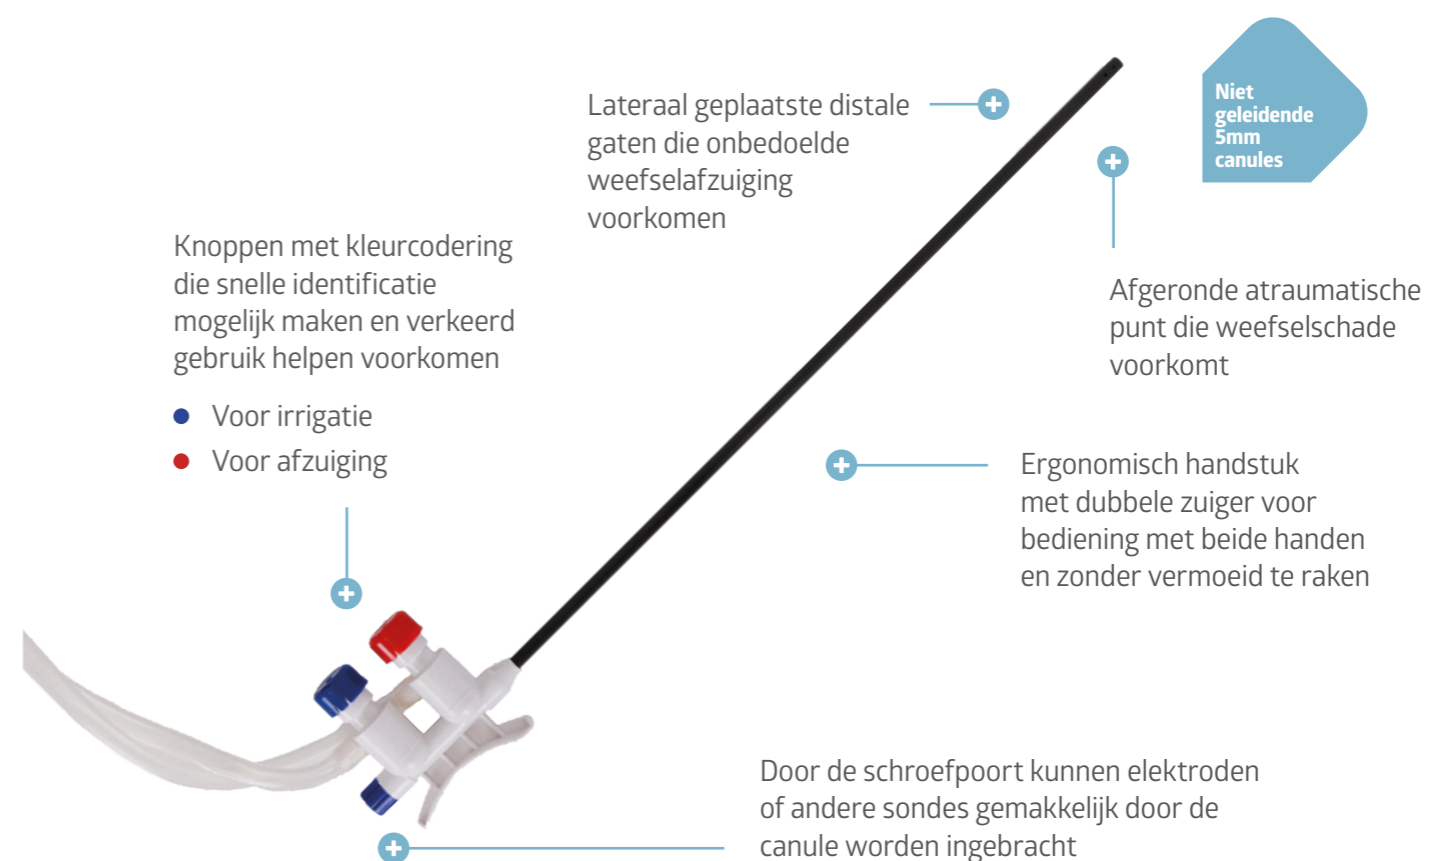 Niet
geleidende
5mm
canules
Lateraal geplaatste distale
gaten die onbedoelde
weefselafzuiging
voorkomen
Knoppen met kleurcodering
die snelle identificatie
mogelijk maken en verkeerd
gebruik helpen voorkomen
Voor irrigatie
Voor afzuiging
Afgeronde atraumatische
punt die weefselschade
voorkomt
Ergonomisch handstuk
met dubbele zuiger voor
bediening met beide handen
en zonder vermoeid te raken
Door de schroefpoort kunnen elektroden
of andere sondes gemakkelijk door de
canule worden ingebracht